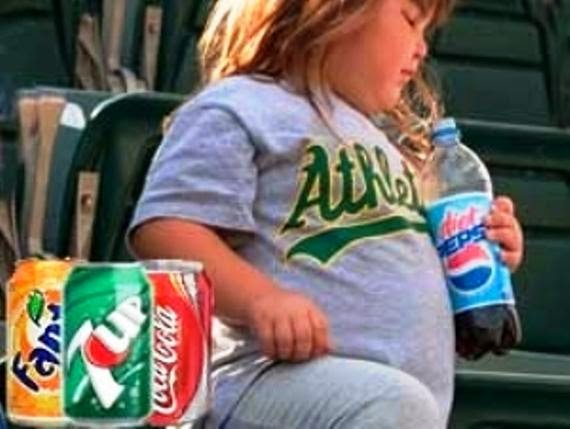 Athlet
diet
PEPSI
Fanta
7UP
Coca-Cola